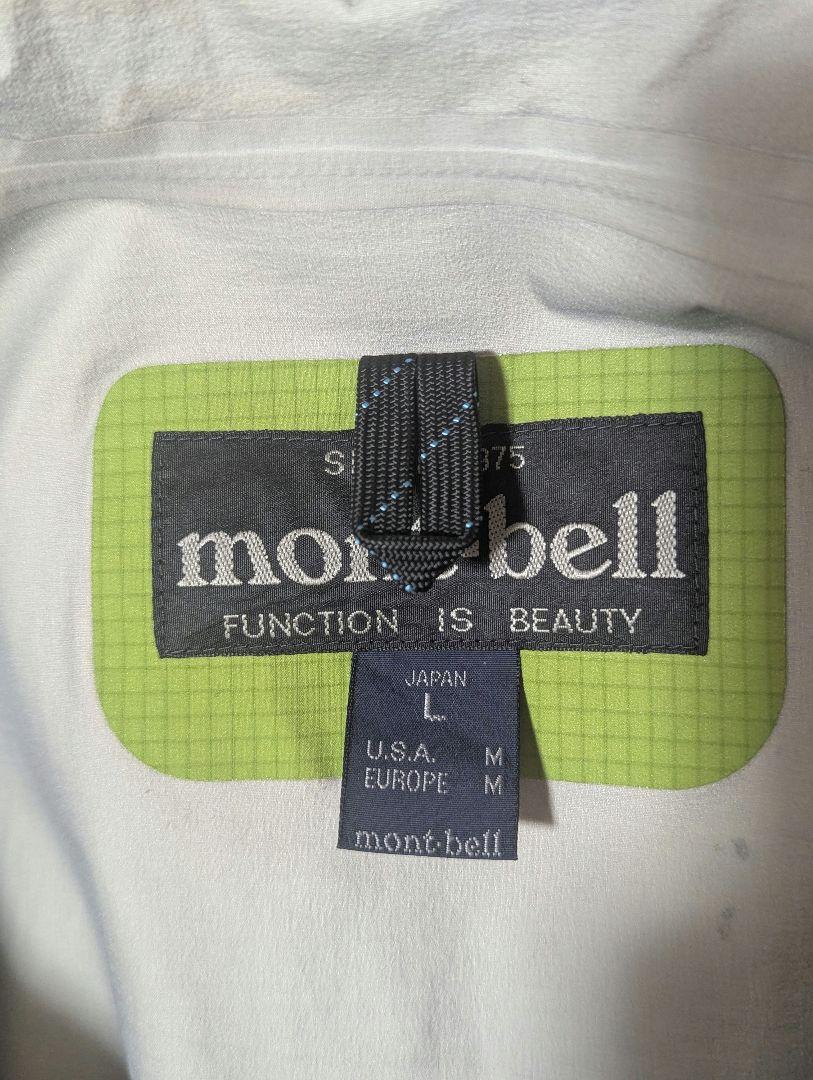 mont-bell
FUNCTION IS BEAUTY
JAPAN
L
U.S.A. M
EUROPE M
mont-bell